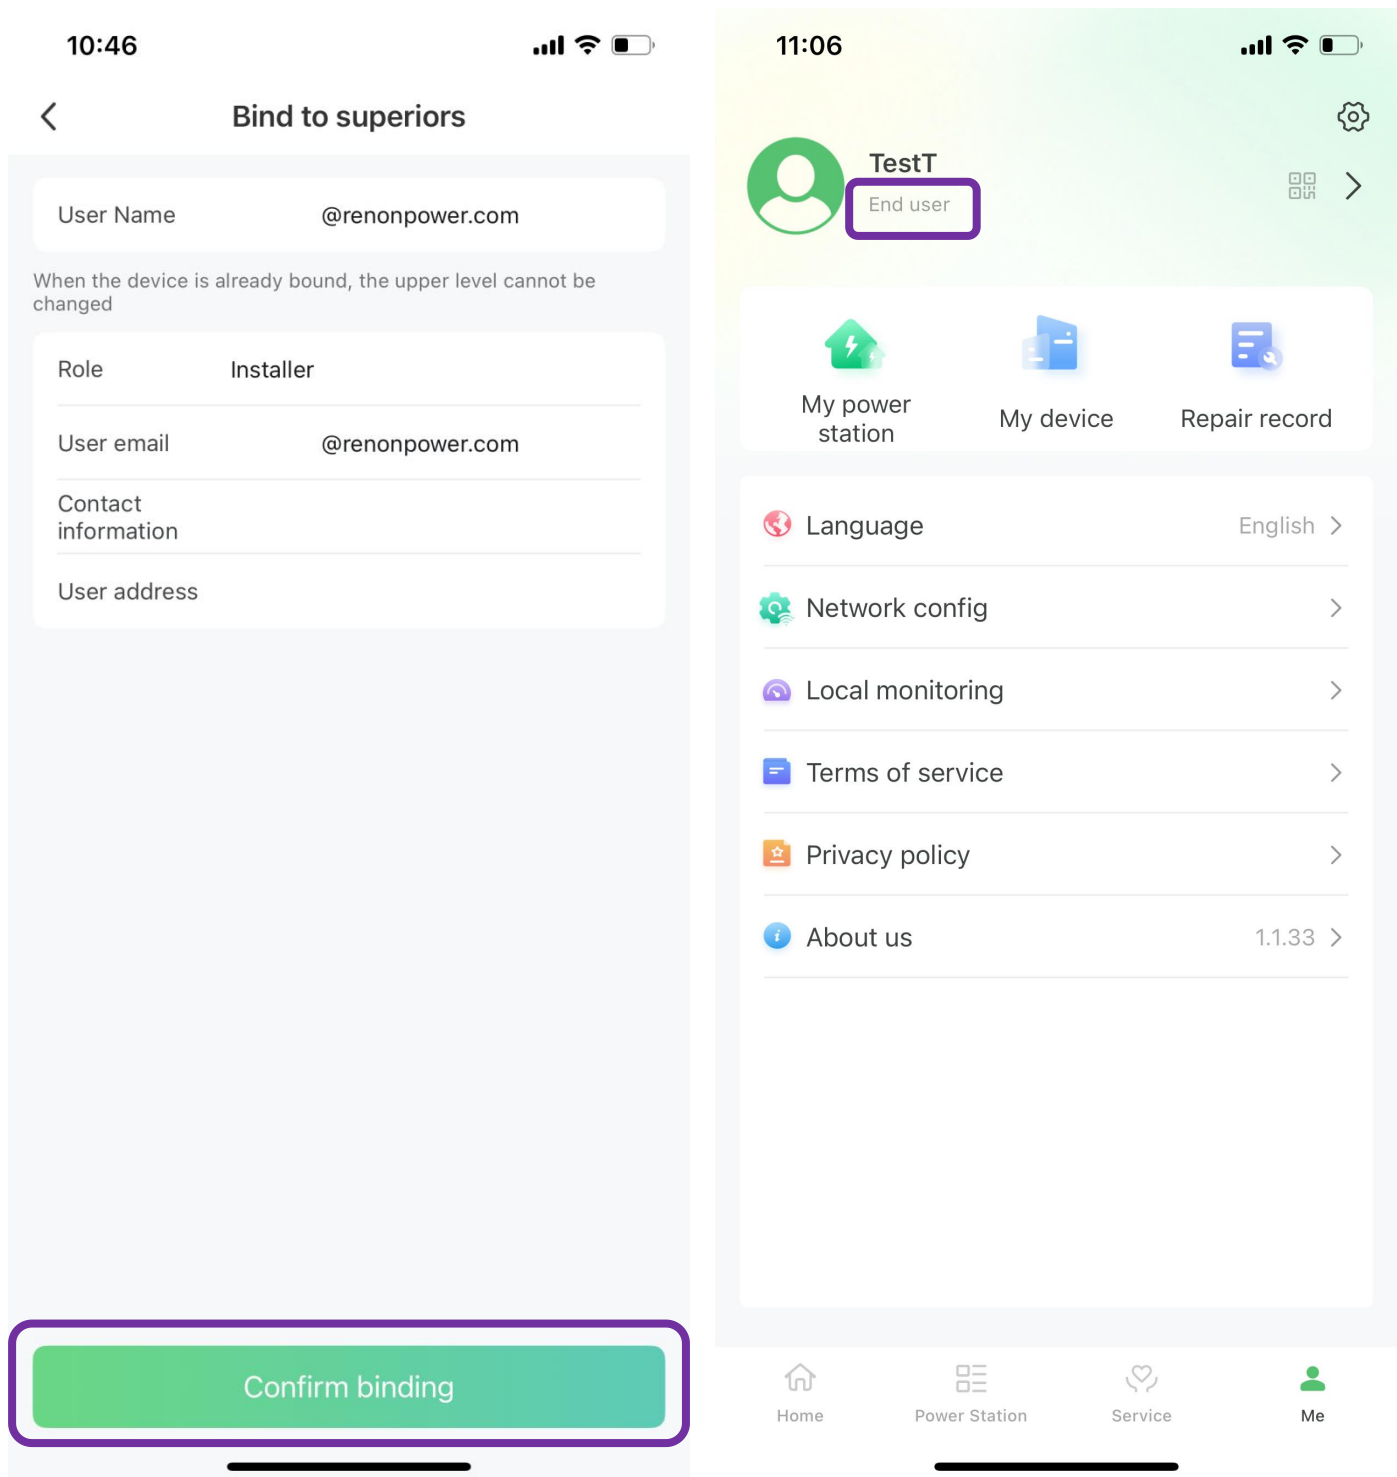 10:46
Bind to superiors
User Name @renonpower.com
When the device is already bound, the upper level cannot be
changed
Role Installer
User email @renonpower.com
Contact
information
User address
Confirm binding
11:06
TestT
End user
My power
station
My device
Repair record
Language English
Network config
Local monitoring
Terms of service
Privacy policy
About us 1.1.33
Home
Power Station
Service
Me